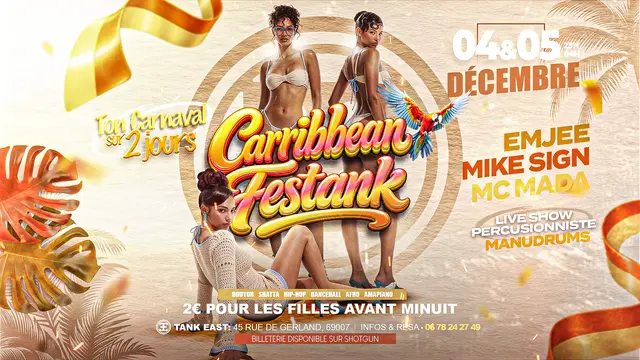 04&05
DÉCEMBRE
Ton Carnaval
sur 2 jours
Carribbean
Festank
EMJEE
MIKE SIGN
MC MADA
LIVE SHOW
PERCUSIONNISTE
MANUDRUMS
BOUYON SHATTA HIP-HOP DANCEHALL AFRO AMAPIANO
2€ POUR LES FILLES AVANT MINUIT
TANK EAST: 45 RUE DE GERLAND, 69007 | INFOS & RESA • 06 78 24 27 49
BILLETERIE DISPONIBLE SUR SHOTGUN